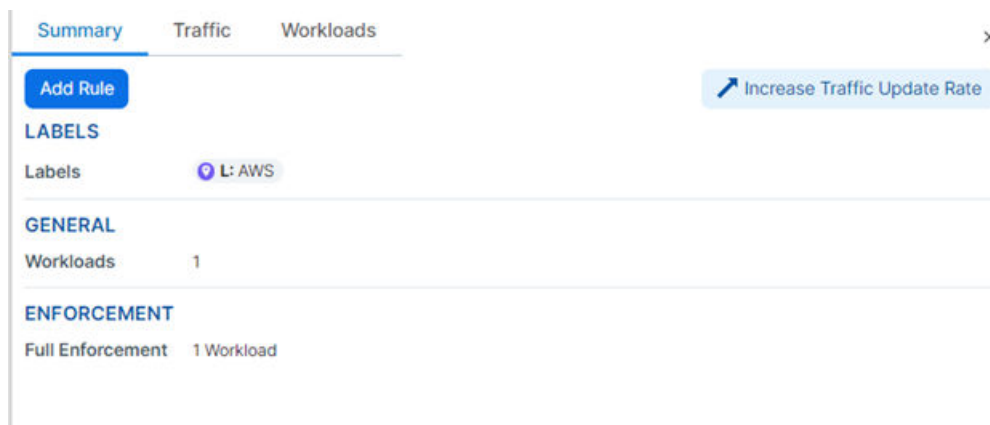 Summary Traffic Workloads
Add Rule Increase Traffic Update Rate
LABELS
Labels L: AWS
GENERAL
Workloads 1
ENFORCEMENT
Full Enforcement 1 Workload